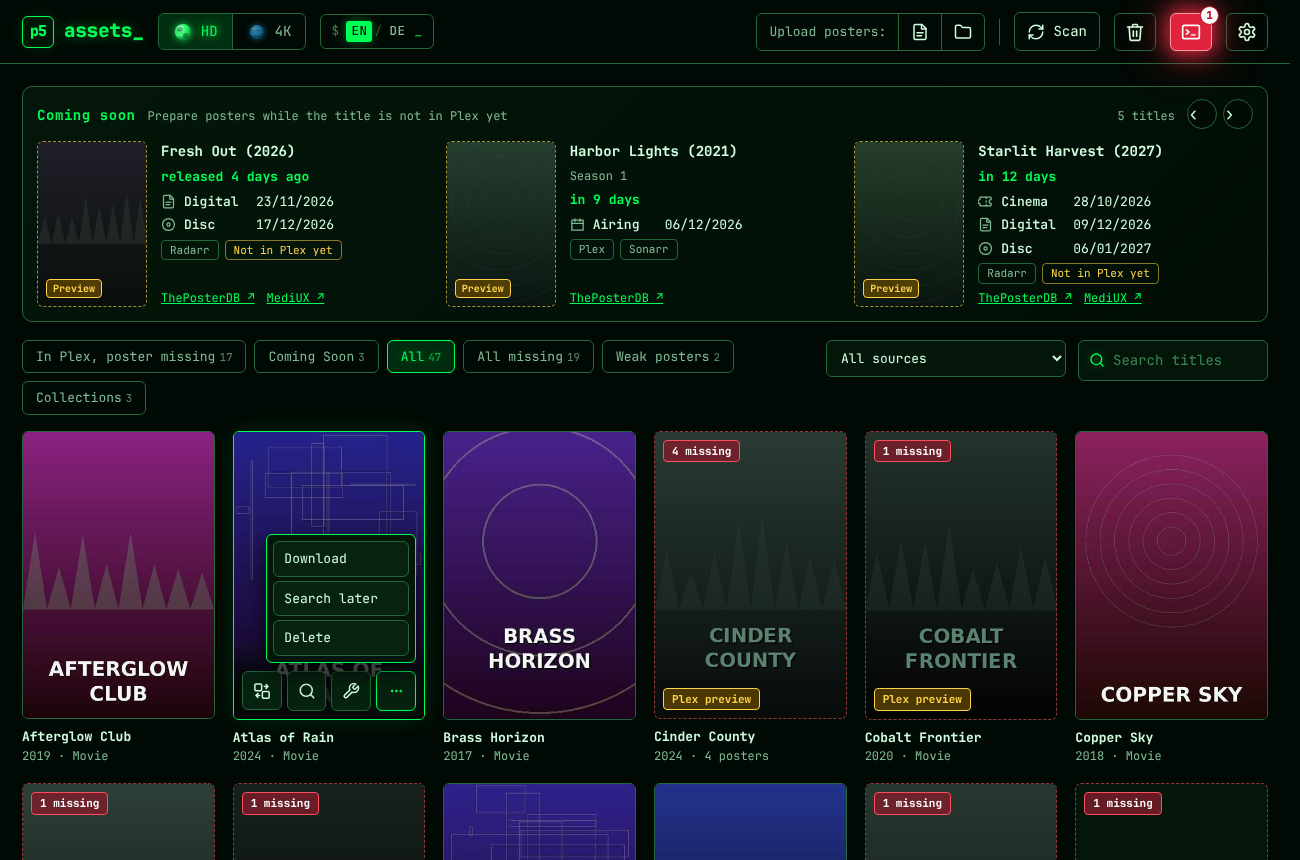 p5 assets_ HD 4K $ EN / DE _ Upload posters: Scan 1
Coming soon Prepare posters while the title is not in Plex yet 5 titles ‹ ›
Fresh Out (2026)
released 4 days ago
Digital 23/11/2026
Disc 17/12/2026
Radarr Not in Plex yet
Preview
ThePosterDB ↗ MediUX ↗
Harbor Lights (2021)
Season 1
in 9 days
Airing 06/12/2026
Plex Sonarr
Preview
ThePosterDB ↗
Starlit Harvest (2027)
in 12 days
Cinema 28/10/2026
Digital 09/12/2026
Disc 06/01/2027
Radarr Not in Plex yet
Preview
ThePosterDB ↗ MediUX ↗
In Plex, poster missing 17 Coming Soon 3 All 47 All missing 19 Weak posters 2 All sources Search titles
Collections 3
AFTERGLOW
CLUB
Afterglow Club
2019 · Movie
Download
Search later
Delete
ATLAS OF
Atlas of Rain
2024 · Movie
BRASS
HORIZON
Brass Horizon
2017 · Movie
4 missing
CINDER
COUNTY
Plex preview
Cinder County
2024 · 4 posters
1 missing
COBALT
FRONTIER
Plex preview
Cobalt Frontier
2020 · Movie
COPPER SKY
Copper Sky
2018 · Movie
1 missing
1 missing
1 missing
1 missing